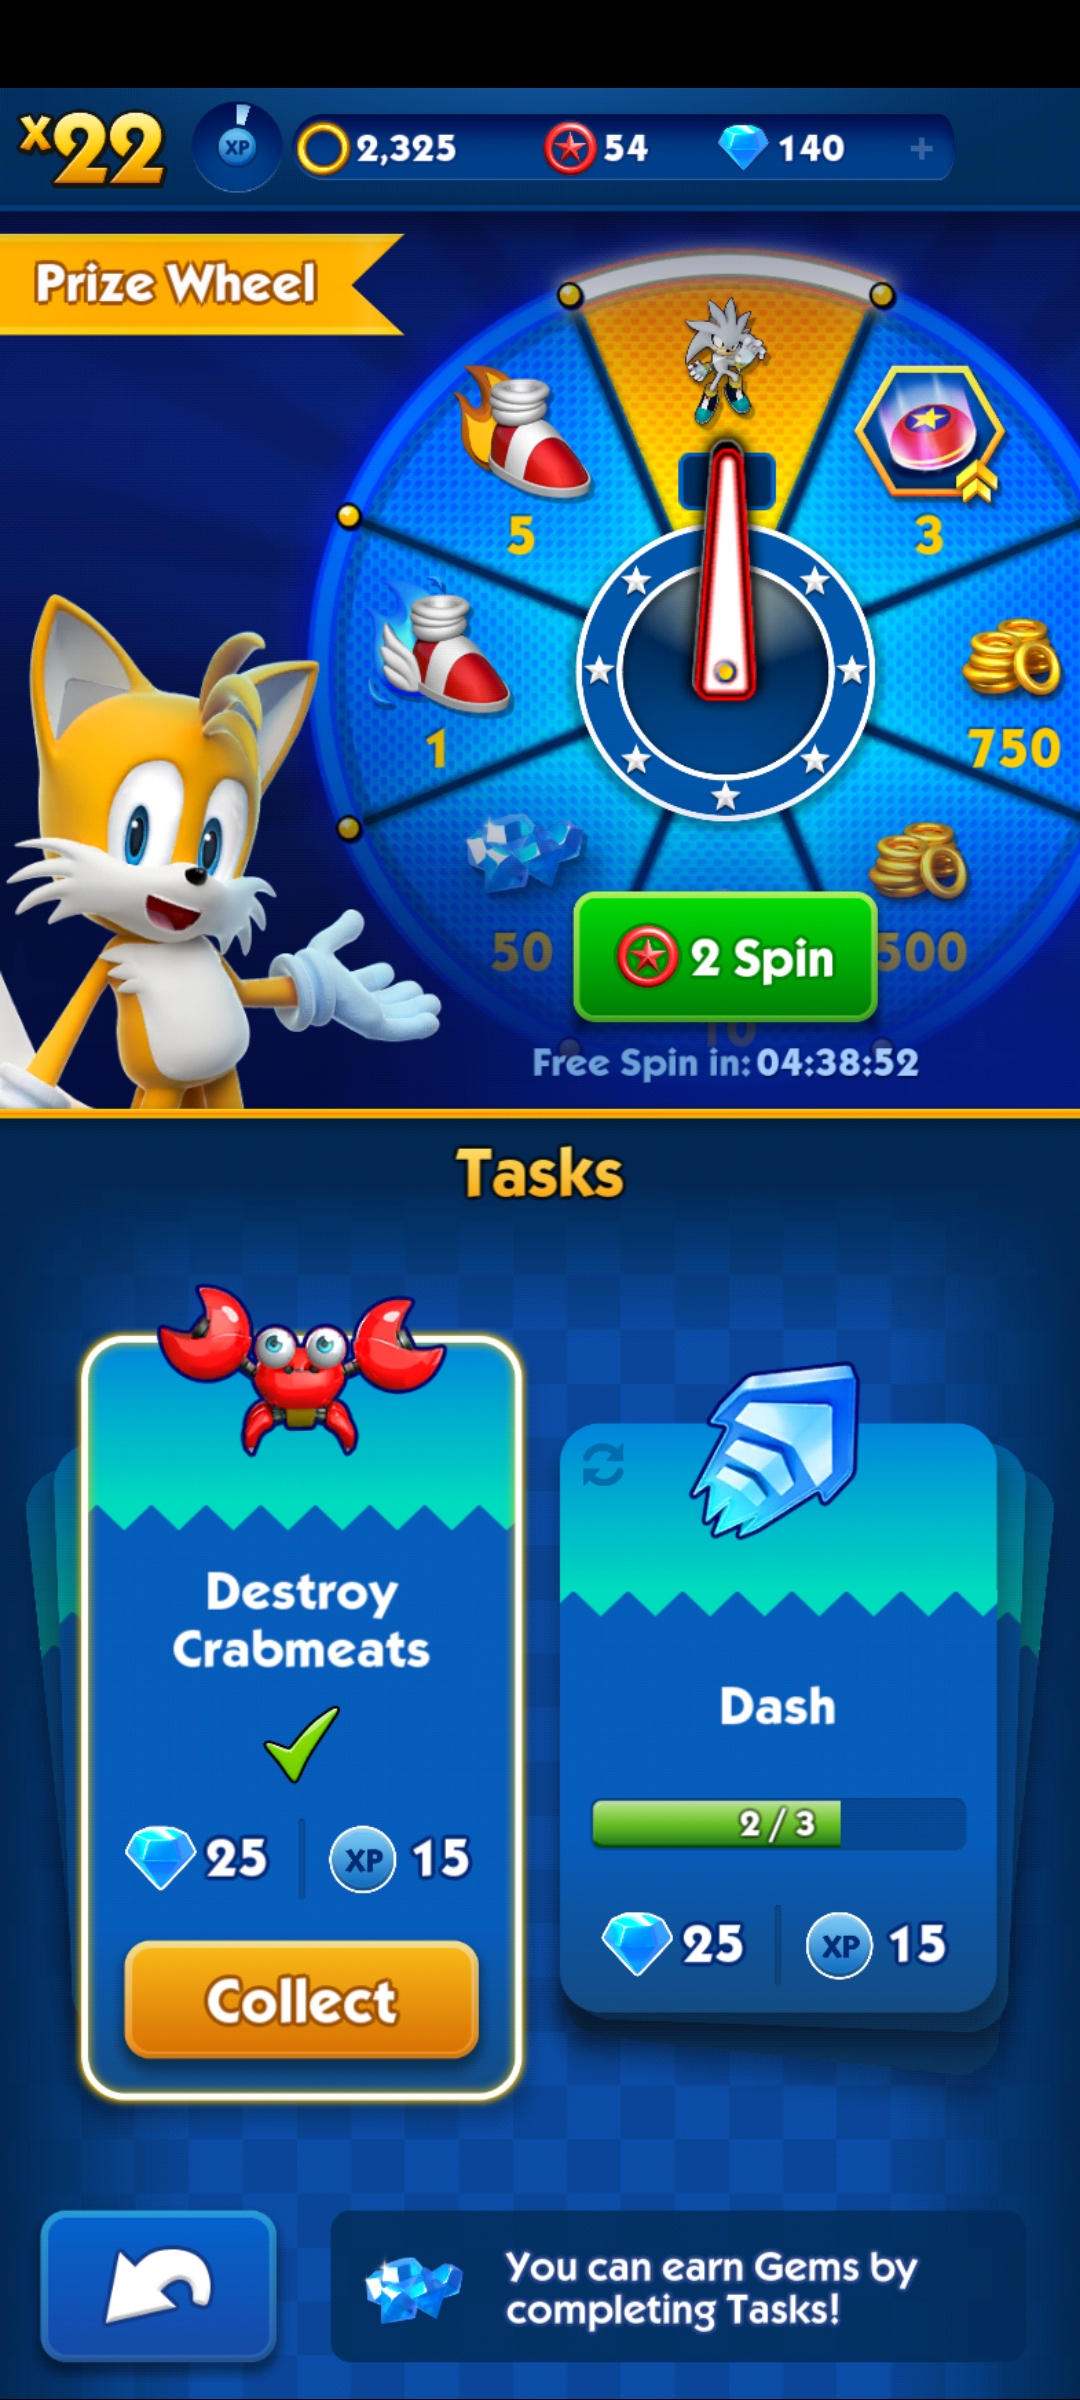 x22
XP
2,325
54
140
Prize Wheel
5
3
1
750
50
500
2 Spin
10
Free Spin in: 04:38:52
Tasks
Destroy
Crabmeats
25
XP
15
Collect
Dash
2/3
25
XP
15
You can earn Gems by
completing Tasks!